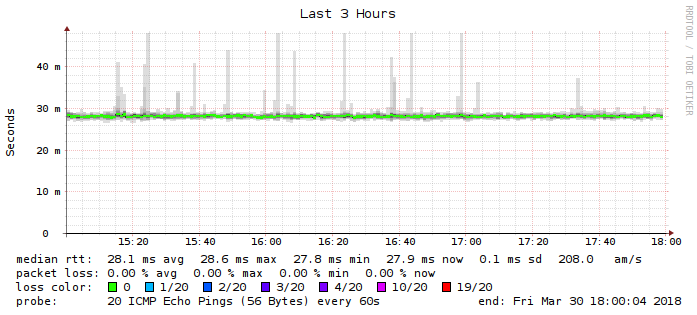 Last 3 Hours
RRDTOOL / TOBI OETIKER
Seconds
40 m
30 m
20 m
10 m
0
15:20 15:40 16:00 16:20 16:40 17:00 17:20 17:40 18:00
median rtt: 28.1 ms avg 28.6 ms max 27.8 ms min 27.9 ms now 0.1 ms sd 208.0 am/s
packet loss: 0.00 % avg 0.00 % max 0.00 % min 0.00 % now
loss color: 0 1/20 2/20 3/20 4/20 10/20 19/20
probe: 20 ICMP Echo Pings (56 Bytes) every 60s end: Fri Mar 30 18:00:04 2018